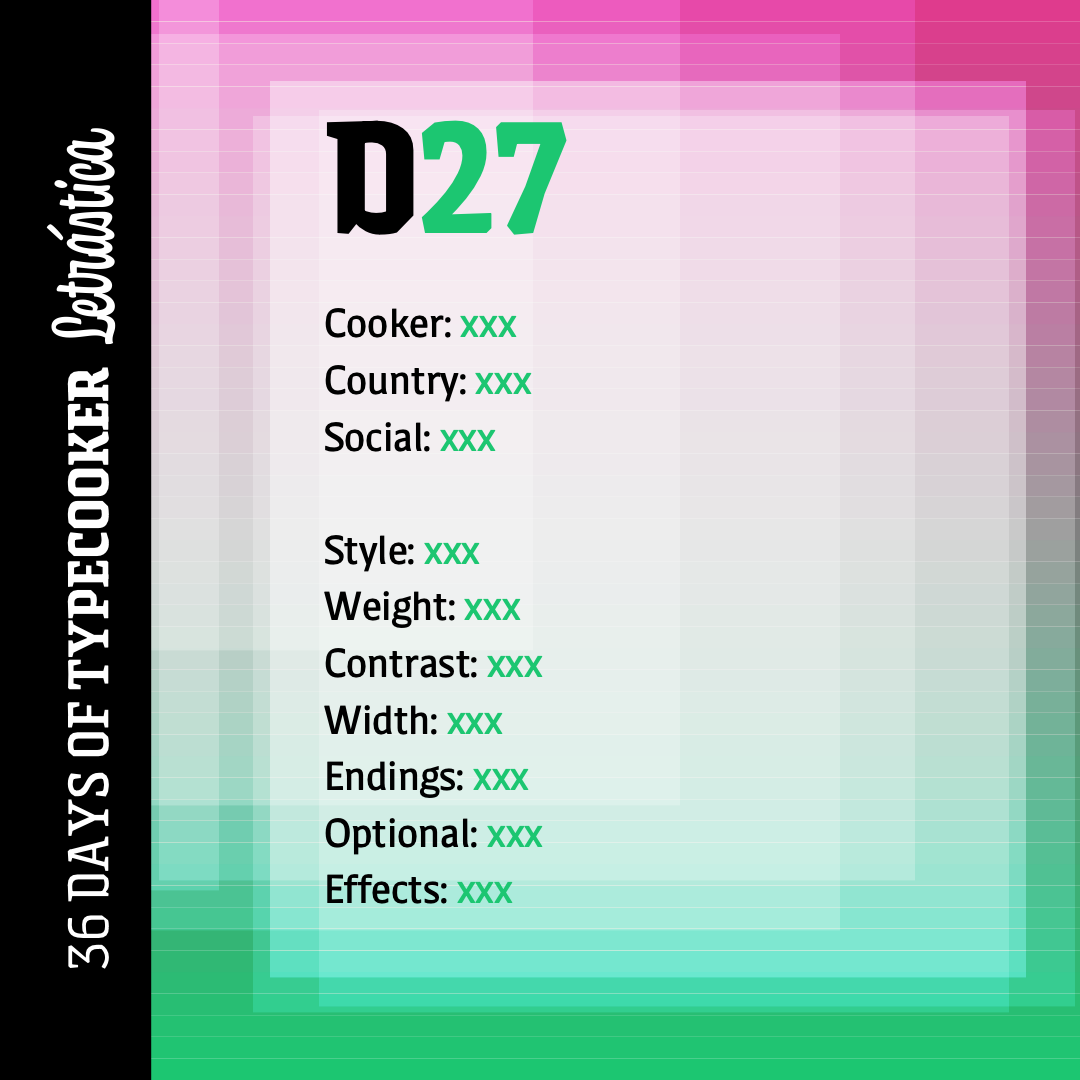 36 DAYS OF TYPECOOKER Letrástica
D27
Cooker: xxx
Country: xxx
Social: xxx
Style: xxx
Weight: xxx
Contrast: xxx
Width: xxx
Endings: xxx
Optional: xxx
Effects: xxx